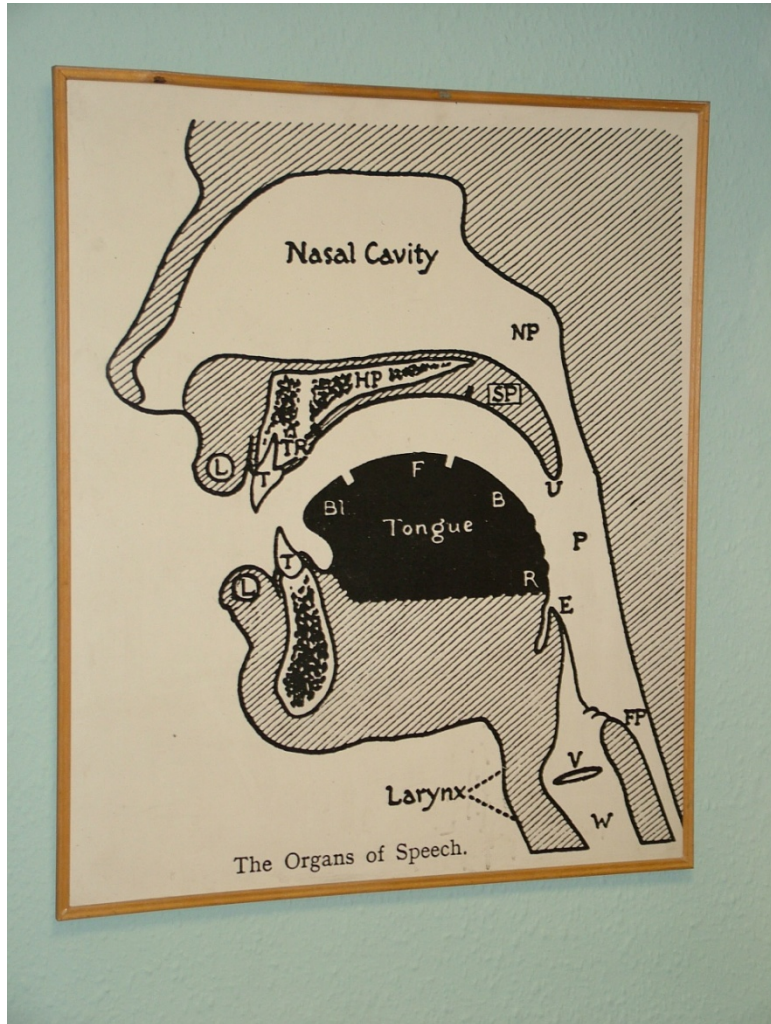 Nasal Cavity
NP
HP
SP
TR
L
T
U
F
Bl
B
Tongue
P
T
R
L
E
FP
V
Larynx
W
The Organs of Speech.